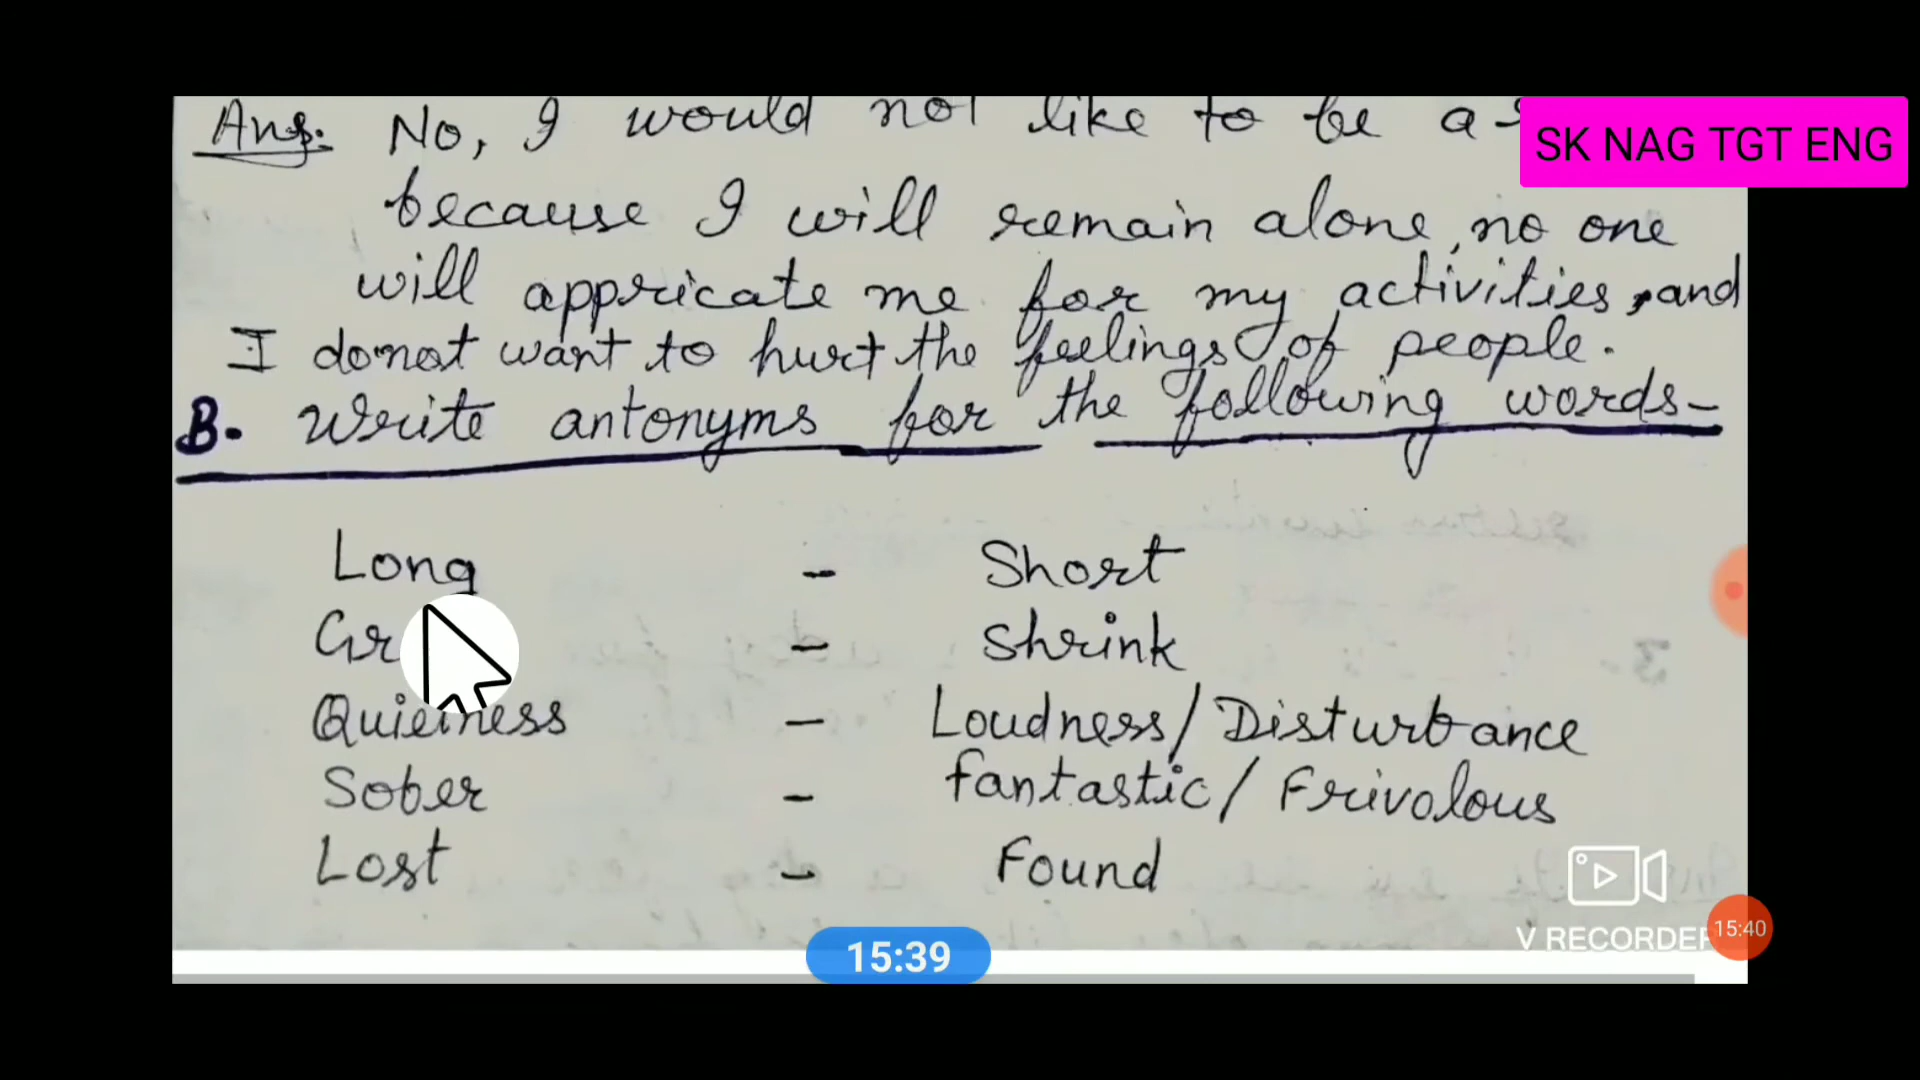 Ans. No, I would not like to be a
SK NAG TGT ENG
because I will remain alone, no one
will appricate me for my activities, and
I donot want to hurt the feelings of people.
B. Write antonyms for the following words-
Long - Short
Gr - Shrink
Quietness - Loudness/Disturbance
Sober - fantastic/Frivolous
Lost - Found
V RECORDER
15:40
15:39